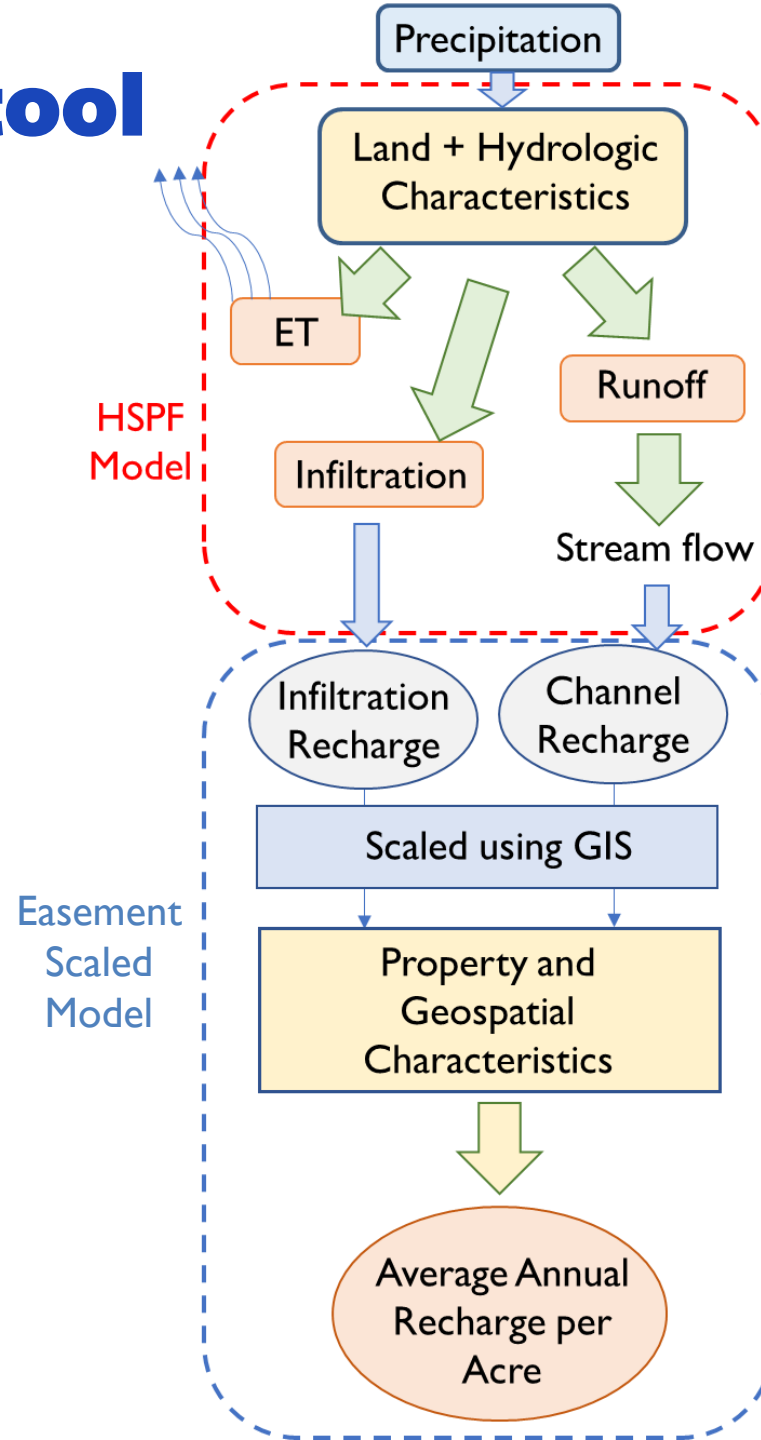 Precipitation
tool
Land + Hydrologic
Characteristics
ET
Runoff
HSPF
Model
Infiltration
Stream flow
Infiltration
Recharge
Channel
Recharge
Scaled using GIS
Easement
Scaled
Model
Property and
Geospatial
Characteristics
Average Annual
Recharge per
Acre